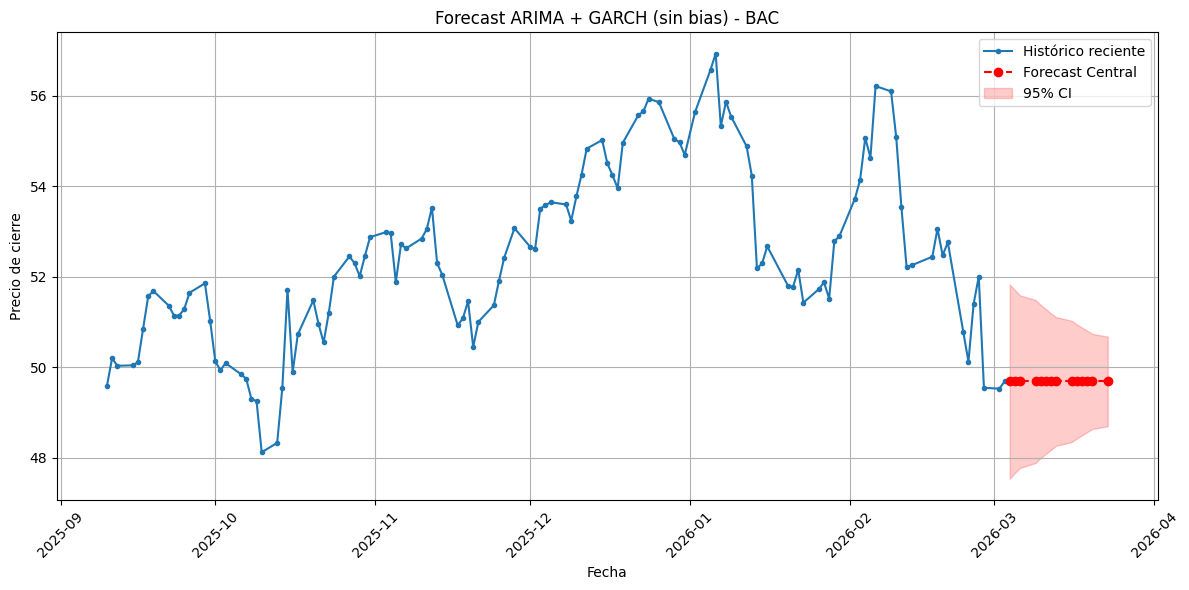 Forecast ARIMA + GARCH (sin bias) - BAC
Histórico reciente
Forecast Central
95% CI
Precio de cierre
56
54
52
50
48
2025-09
2025-10
2025-11
2025-12
2026-01
2026-02
2026-03
2026-04
Fecha